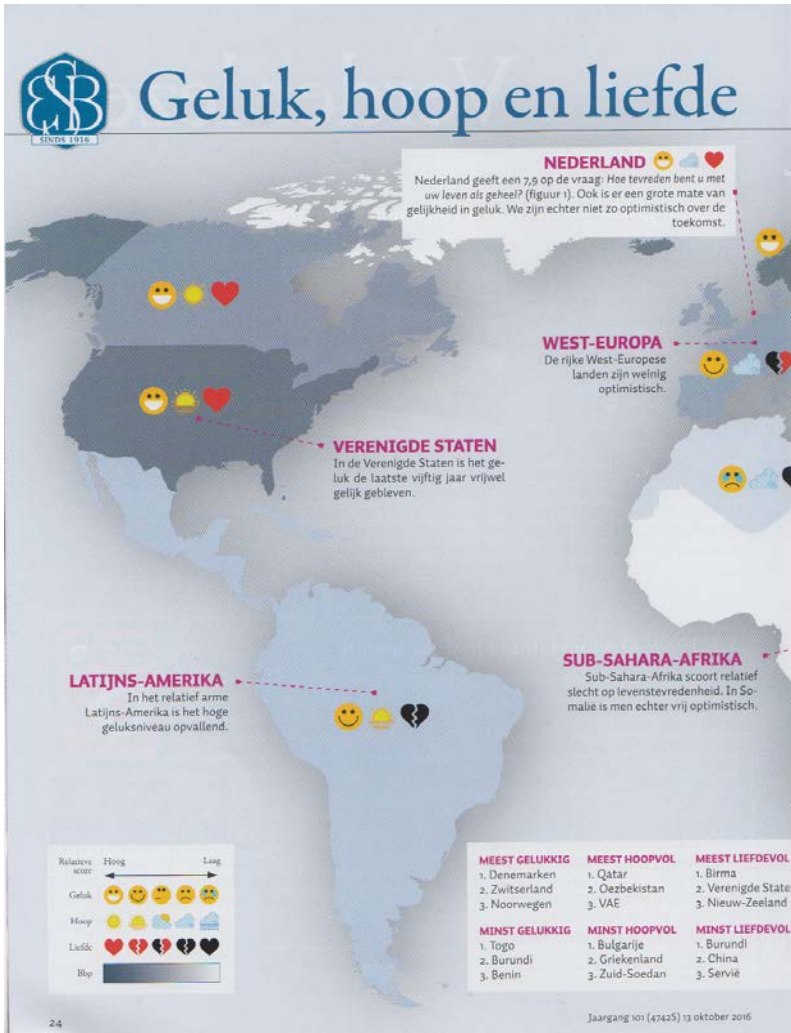 ESB
SINDS 1916
Geluk, hoop en liefde
NEDERLAND
Nederland geeft een 7,9 op de vraag: Hoe tevreden bent u met
uw leven als geheel? (figuur 1). Ook is er een grote mate van
gelijkheid in geluk. We zijn echter niet zo optimistisch over de
toekomst.
WEST-EUROPA
De rijke West-Europese
landen zijn weinig
optimistisch.
VERENIGDE STATEN
In de Verenigde Staten is het ge-
luk de laatste vijftig jaar vrijwel
gelijk gebleven.
LATIJNS-AMERIKA
In het relatief arme
Latijns-Amerika is het hoge
geluksniveau opvallend.
SUB-SAHARA-AFRIKA
Sub-Sahara-Afrika scoort relatief
slecht op levenstevredenheid. In So-
malië is men echter vrij optimistisch.
Relatieve score
Hoog
Laag
Geluk
Hoop
Liefde
Bbp
MEEST GELUKKIG
1. Denemarken
2. Zwitserland
3. Noorwegen
MEEST HOOPVOL
1. Qatar
2. Oezbekistan
3. VAE
MEEST LIEFDEVOL
1. Birma
2. Verenigde State
3. Nieuw-Zeeland
MINST GELUKKIG
1. Togo
2. Burundi
3. Benin
MINST HOOPVOL
1. Bulgarije
2. Griekenland
3. Zuid-Soedan
MINST LIEFDEVOL
1. Burundi
2. China
3. Servië
24
Jaargang 101 (4742S) 13 oktober 2016